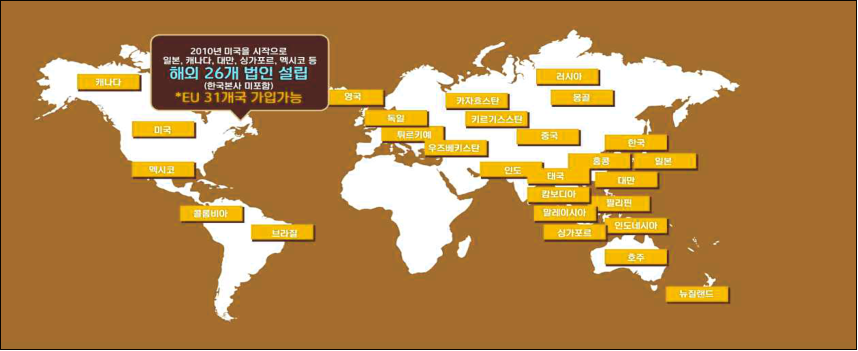 2010년 미국을 시작으로
일본, 캐나다, 대만, 싱가포르, 멕시코 등
해외 26개 법인 설립
(한국본사 미포함)
*EU 31개국 가입가능
캐나다
미국
멕시코
콜롬비아
브라질
영국
독일
튀르키예
우즈베키스탄
카자흐스탄
키르기스스탄
러시아
몽골
중국
한국
홍콩
일본
인도
태국
대만
캄보디아
필리핀
말레이시아
인도네시아
싱가포르
호주
뉴질랜드